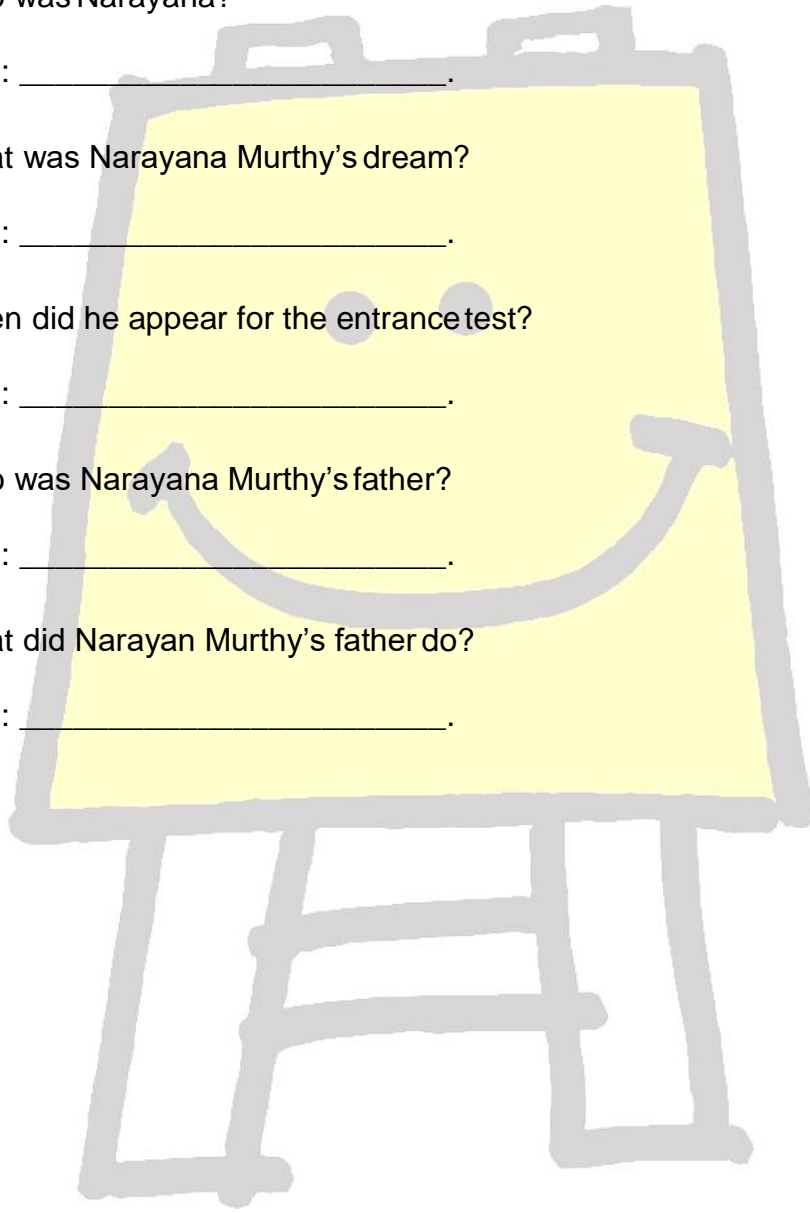 o was Narayana?
: ________________________.
at was Narayana Murthy's dream?
: ________________________.
en did he appear for the entrance test?
: ________________________.
o was Narayana Murthy's father?
: ________________________.
at did Narayan Murthy's father do?
: ________________________.